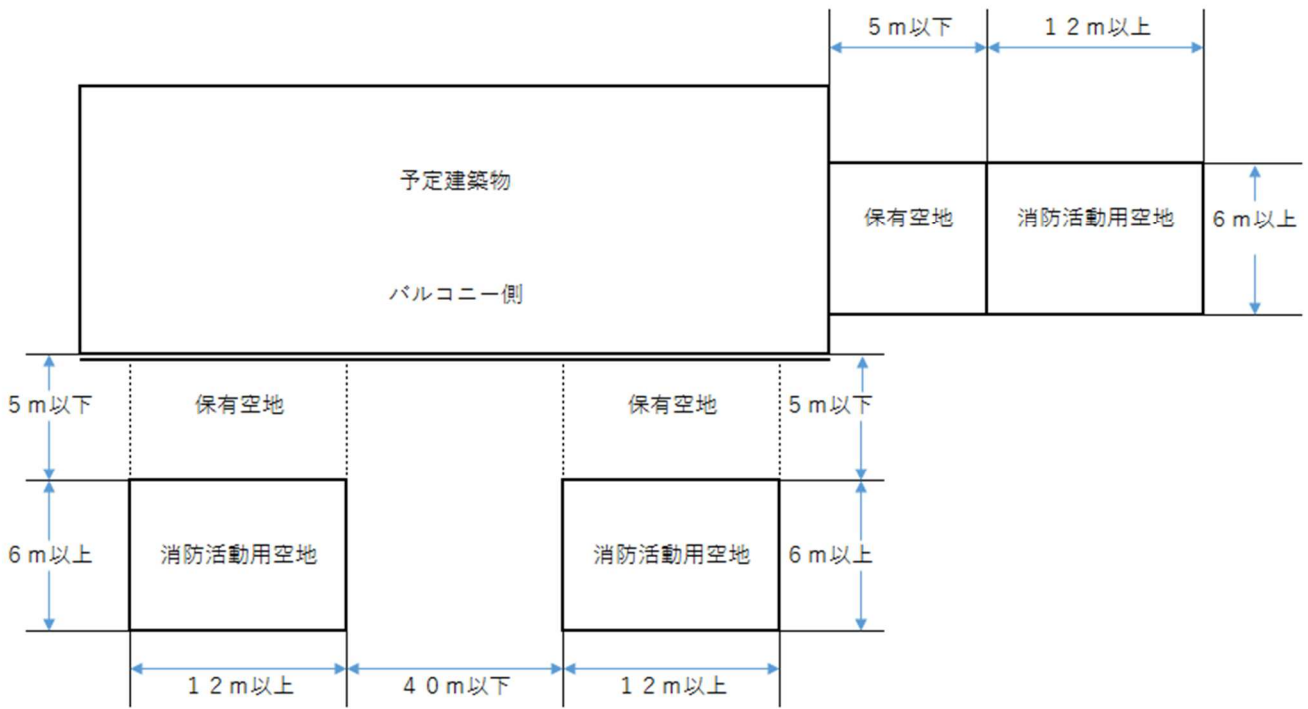 ５ｍ以下
１２ｍ以上
予定建築物
保有空地
消防活動用空地
６ｍ以上
バルコニー側
５ｍ以下
保有空地
保有空地
５ｍ以下
６ｍ以上
消防活動用空地
消防活動用空地
６ｍ以上
１２ｍ以上
４０ｍ以下
１２ｍ以上